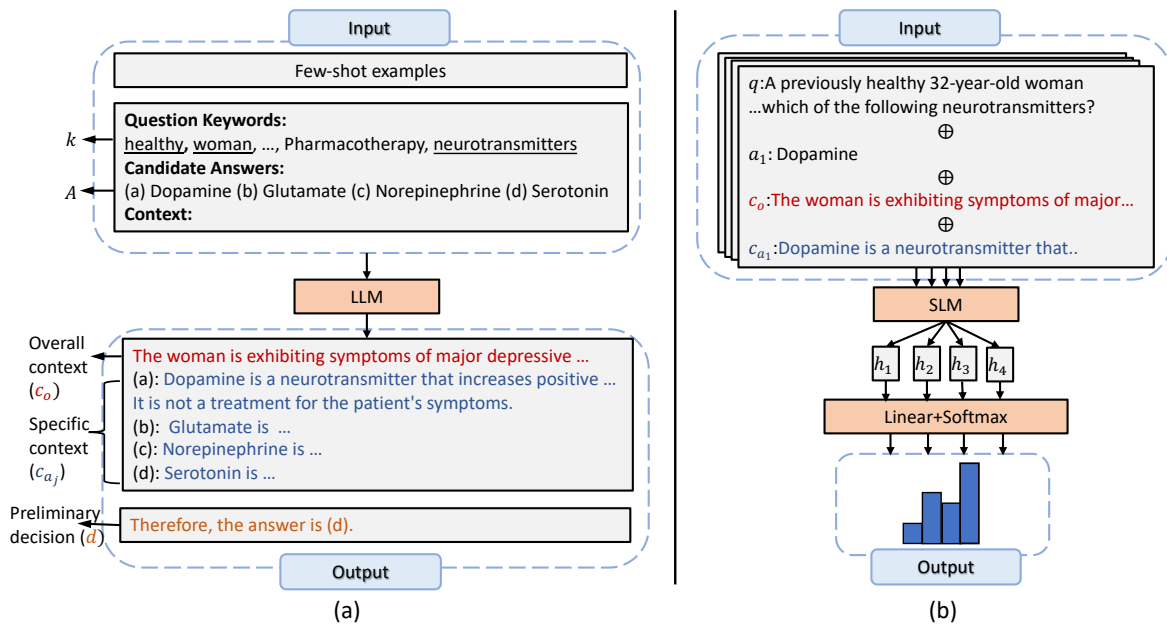 Input
Few-shot examples
k
Question Keywords:
healthy, woman, ..., Pharmacotherapy, neurotransmitters
A
Candidate Answers:
(a) Dopamine (b) Glutamate (c) Norepinephrine (d) Serotonin
Context:
LLM
Overall
context
(c_o)
The woman is exhibiting symptoms of major depressive ...
Specific
context
(c_{a_j})
(a): Dopamine is a neurotransmitter that increases positive ...
It is not a treatment for the patient's symptoms.
(b): Glutamate is ...
(c): Norepinephrine is ...
(d): Serotonin is ...
Preliminary
decision (d)
Therefore, the answer is (d).
Output
(a)
Input
q:A previously healthy 32-year-old woman
...which of the following neurotransmitters?
⊕
a_1: Dopamine
⊕
c_o:The woman is exhibiting symptoms of major...
⊕
c_{a_1}:Dopamine is a neurotransmitter that..
SLM
h_1 h_2 h_3 h_4
Linear+Softmax
Output
(b)